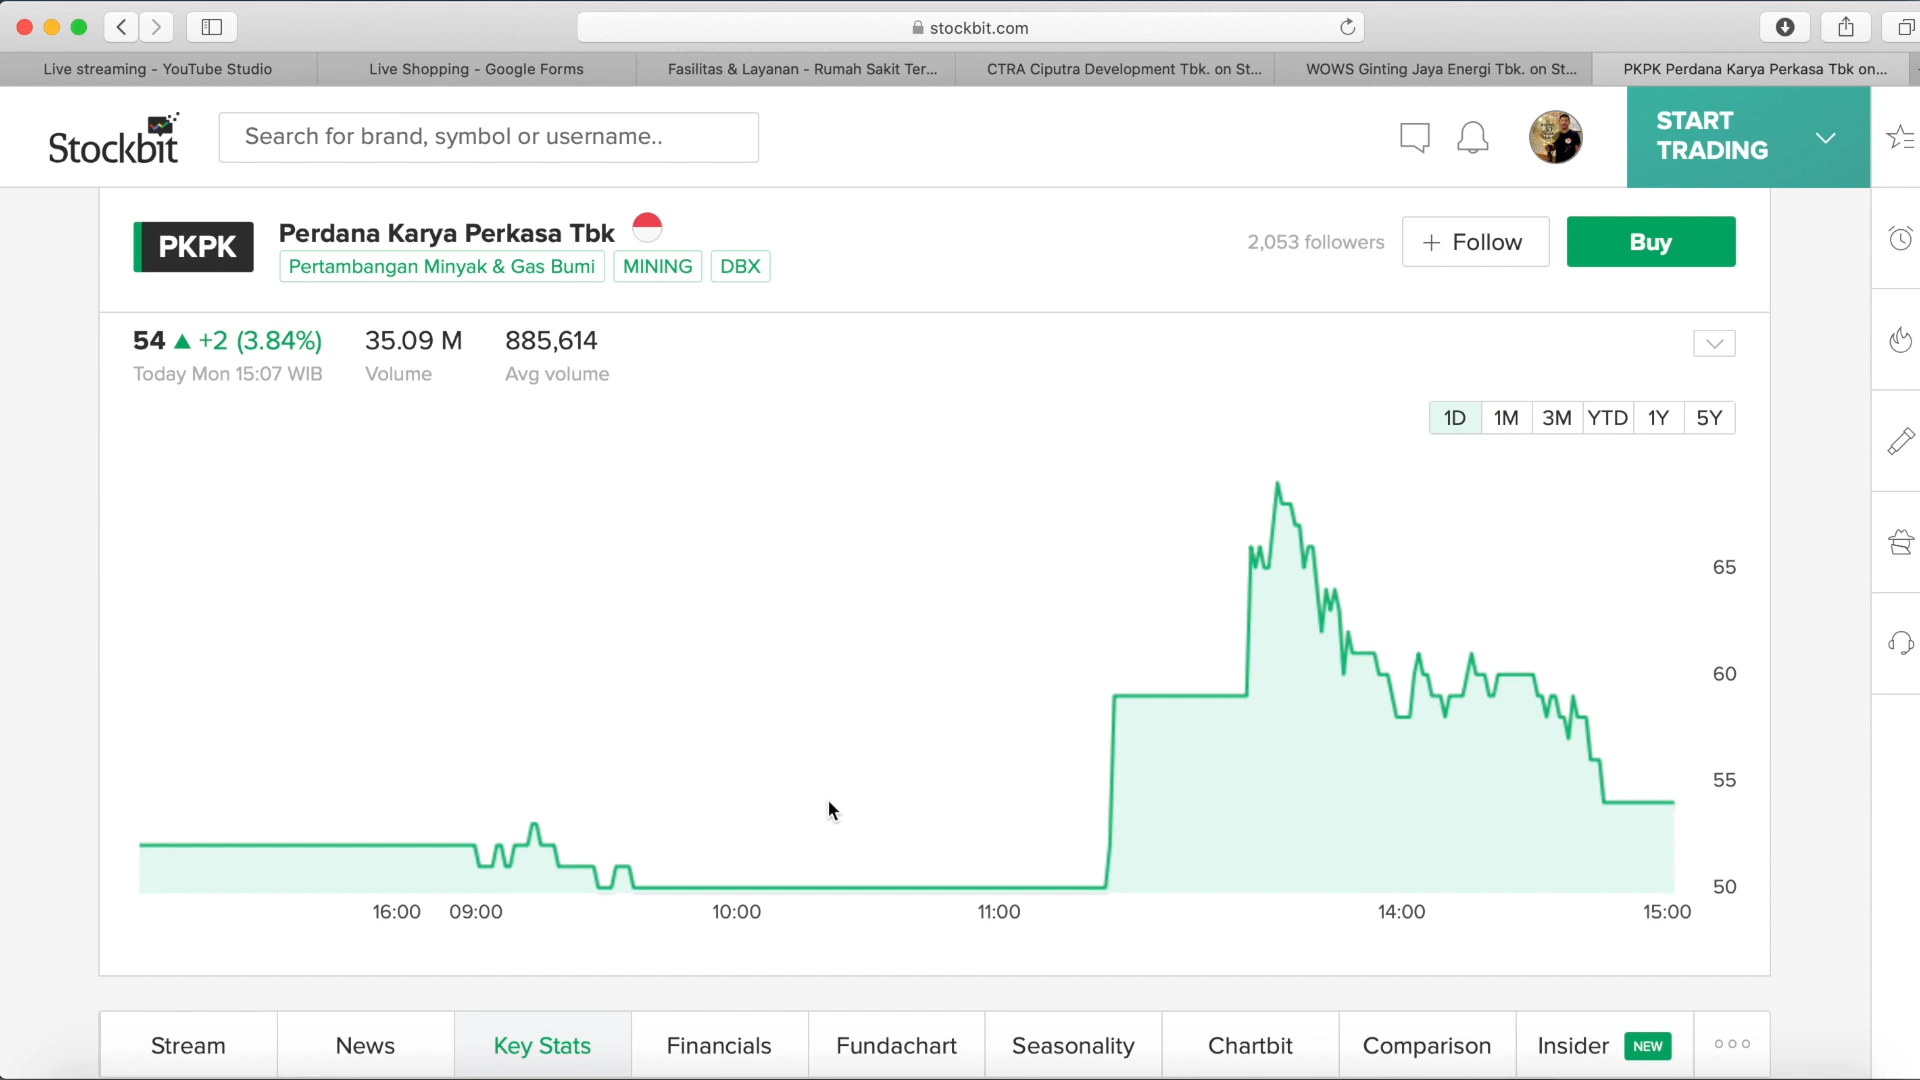 stockbit.com
Live streaming - YouTube Studio
Live Shopping - Google Forms
Fasilitas & Layanan - Rumah Sakit Ter...
CTRA Ciputra Development Tbk. on St...
WOWS Ginting Jaya Energi Tbk. on St...
PKPK Perdana Karya Perkasa Tbk on...
Stockbit
Search for brand, symbol or username..
START
TRADING
PKPK
Perdana Karya Perkasa Tbk
Pertambangan Minyak & Gas Bumi
MINING
DBX
2,053 followers
+ Follow
Buy
54 ▲ +2 (3.84%)
Today Mon 15:07 WIB
35.09 M
Volume
885,614
Avg volume
1D 1M 3M YTD 1Y 5Y
65
60
55
50
16:00 09:00 10:00 11:00 14:00 15:00
Stream
News
Key Stats
Financials
Fundachart
Seasonality
Chartbit
Comparison
Insider NEW